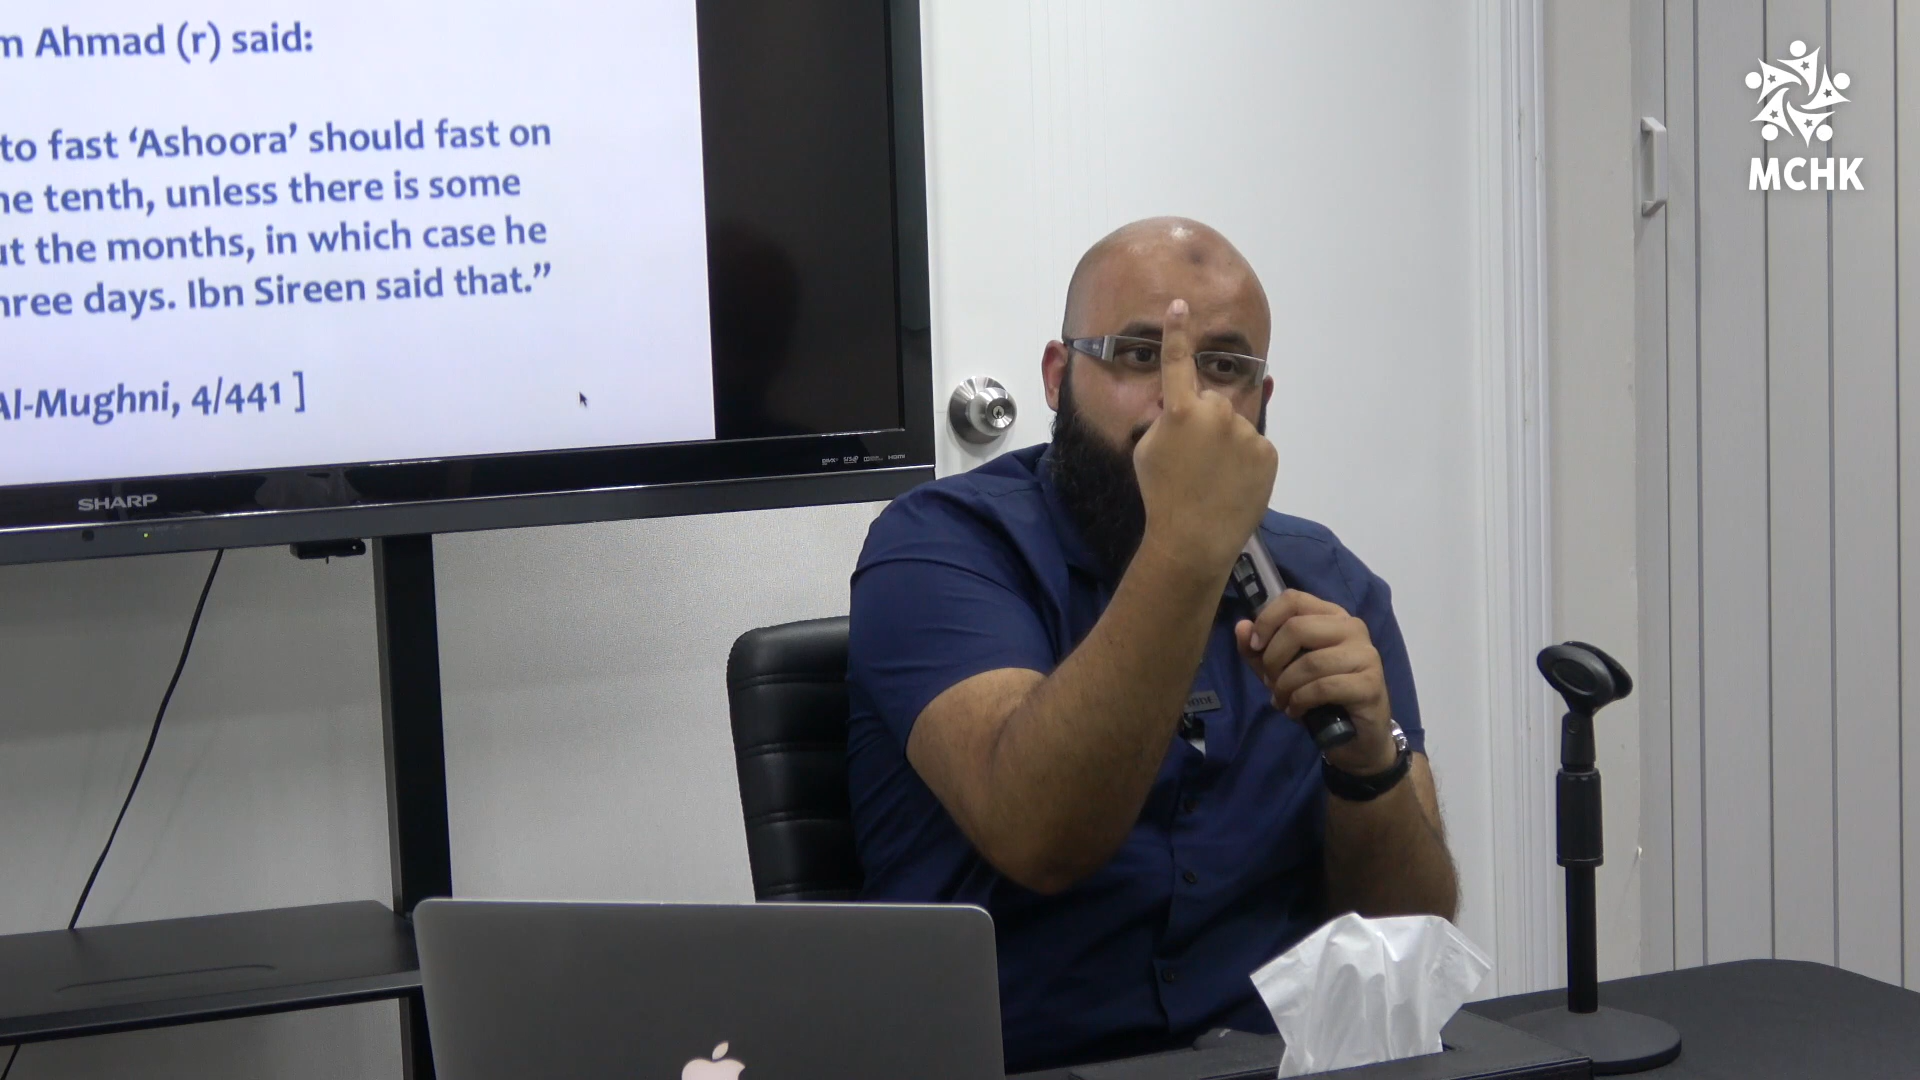 m Ahmad (r) said:
to fast ‘Ashoora’ should fast on
he tenth, unless there is some
ut the months, in which case he
hree days. Ibn Sireen said that.”
Al-Mughni, 4/441 ]
SHARP
HDMI
MCHK